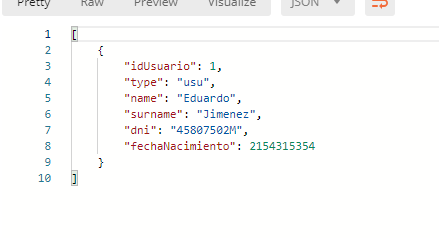 Pretty Raw Preview Visualize JSON
1 [
2 {
3 "idUsuario": 1,
4 "type": "usu",
5 "name": "Eduardo",
6 "surname": "Jimenez",
7 "dni": "45807502M",
8 "fechaNacimiento": 2154315354
9 }
10 ]